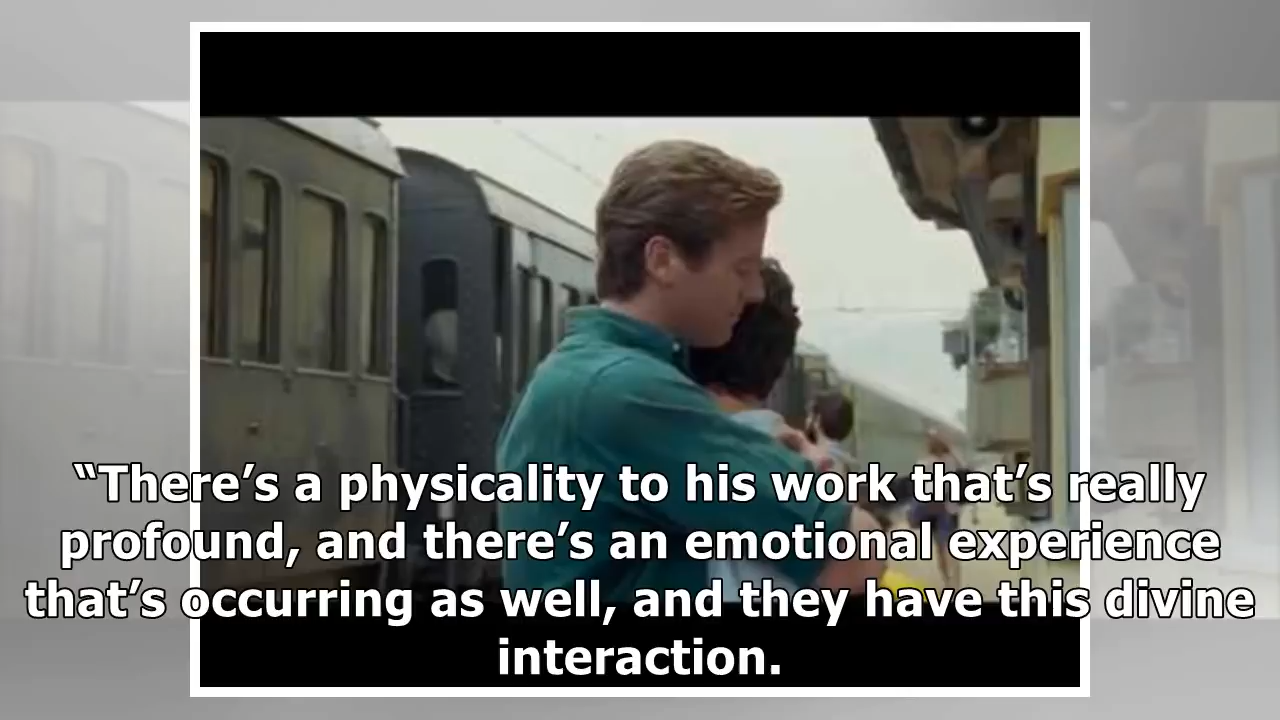 “There’s a physicality to his work that’s really
profound, and there’s an emotional experience
that’s occurring as well, and they have this divine
interaction.